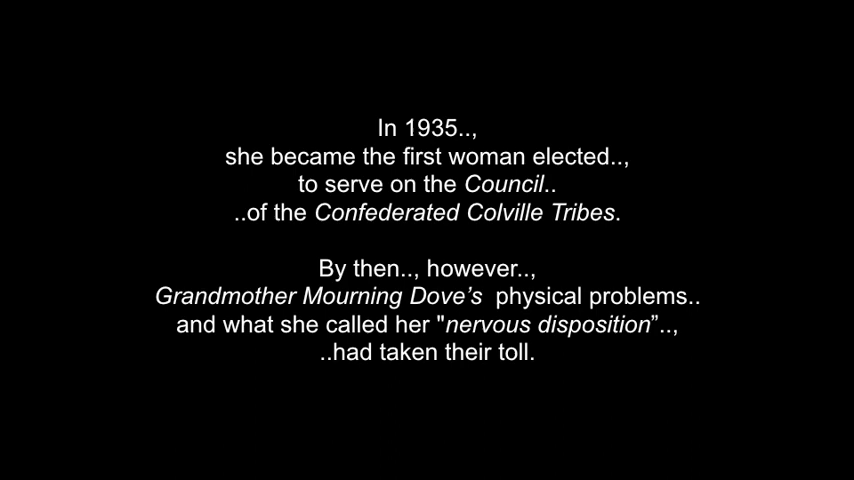 In 1935..,
she became the first woman elected..,
to serve on the Council..
..of the Confederated Colville Tribes.
By then.., however..,
Grandmother Mourning Dove’s  physical problems..
and what she called her "nervous disposition”..,
..had taken their toll.